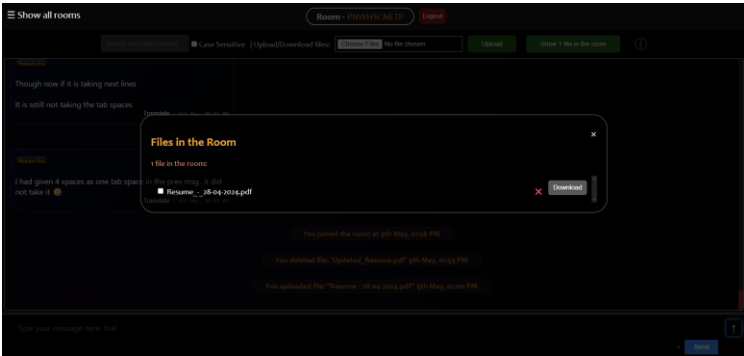 ☰ Show all rooms
Room - PNWHSCNETP
Logout
Search message content
Case Sensitive | Upload/Download files:
Choose Files No file chosen
Upload
Show 1 file in the room
Though now if it is taking next lines
It is sstill not taking the tab spaces
Translate
Files in the Room
×
1 file in the room:
Resume_-_28-04-2024.pdf
Download
I had given 4 spaces as one tab space in the prev msg. it did
not take it
Translate
You joined the room at 9th May, 01:56 PM
You deleted file: 'Updated_Resume.pdf' 9th May, 01:59 PM
You uploaded file: "Resume - 28-04-2024.pdf" 9th May, 02:00 PM
Type your message here,
Send